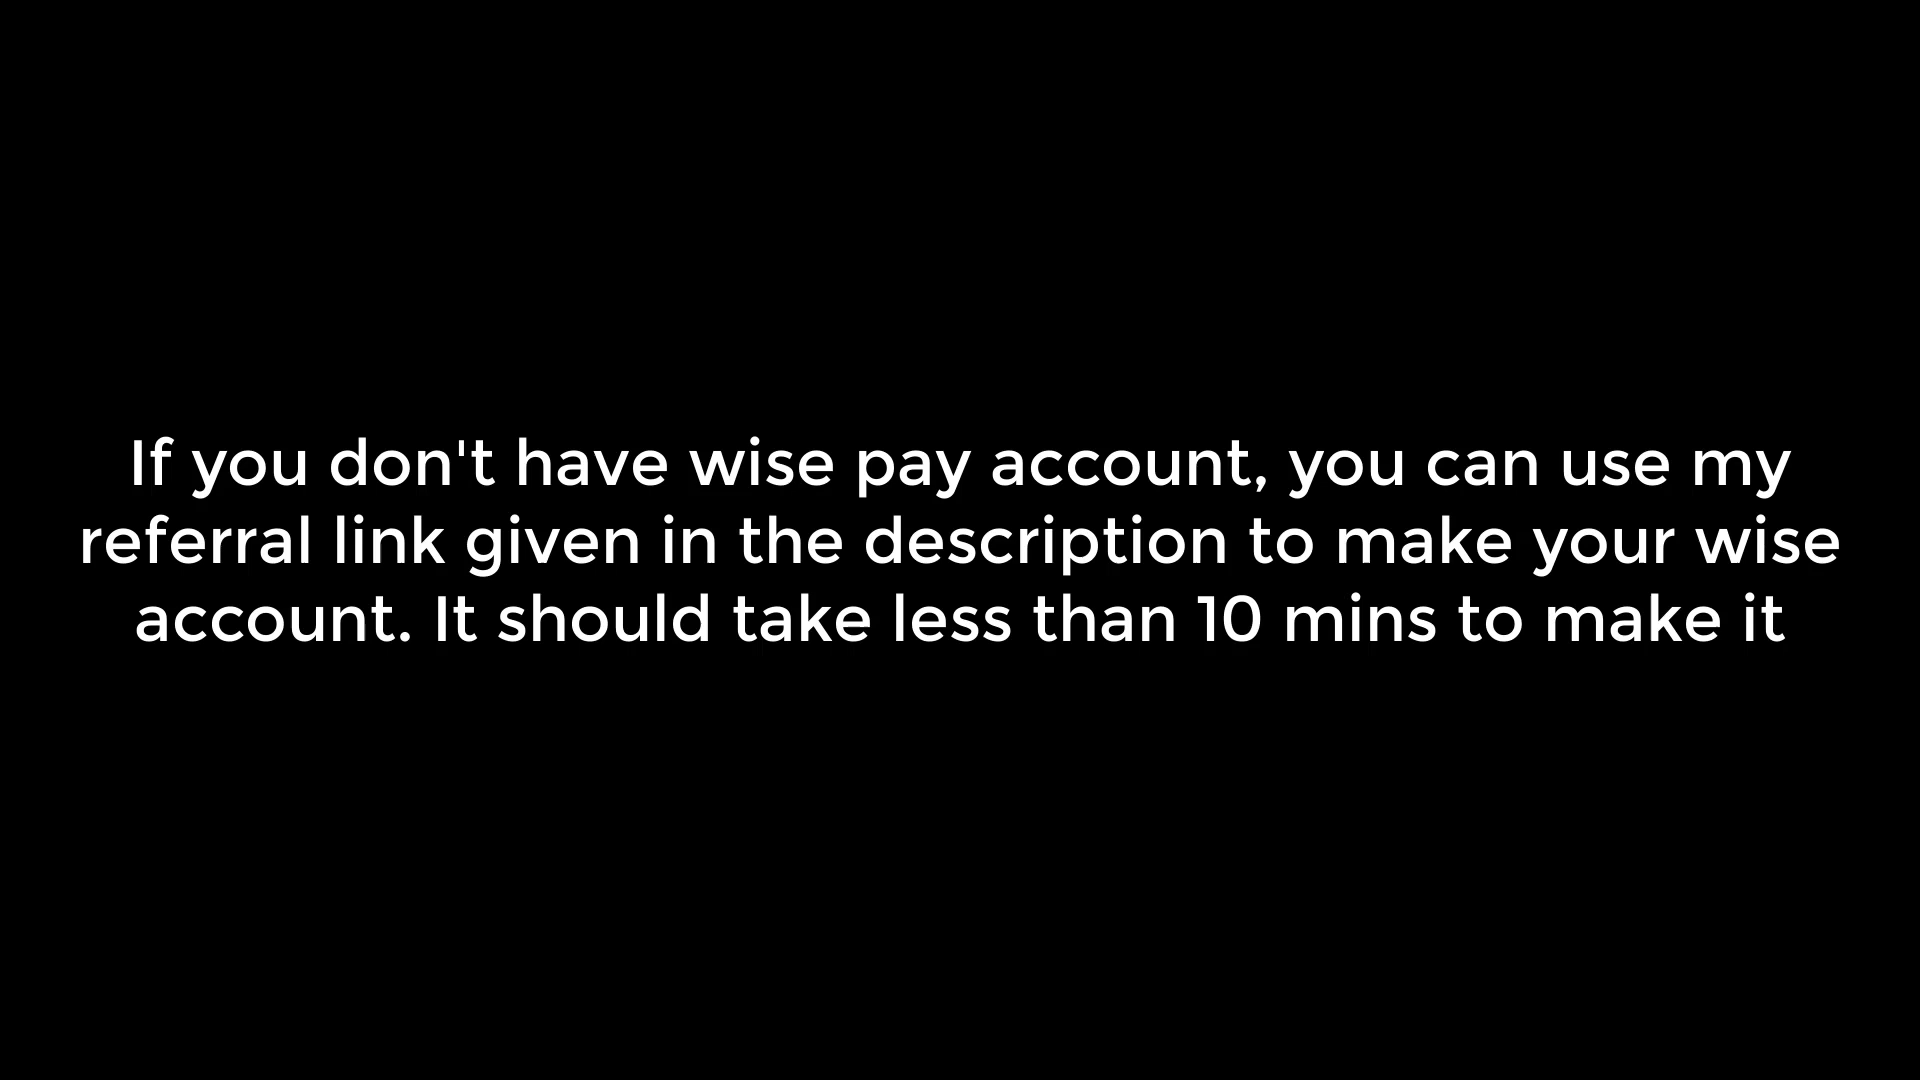 If you don't have wise pay account, you can use my
referral link given in the description to make your wise
account. It should take less than 10 mins to make it